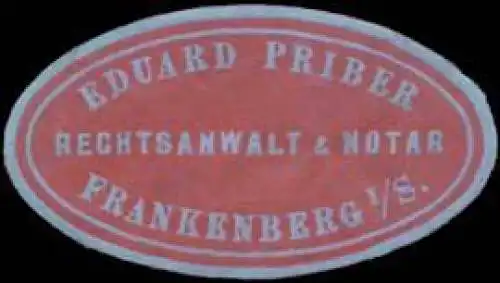 EDUARD PRIBER
RECHTSANWALT & NOTAR
FRANKENBERG I/S.